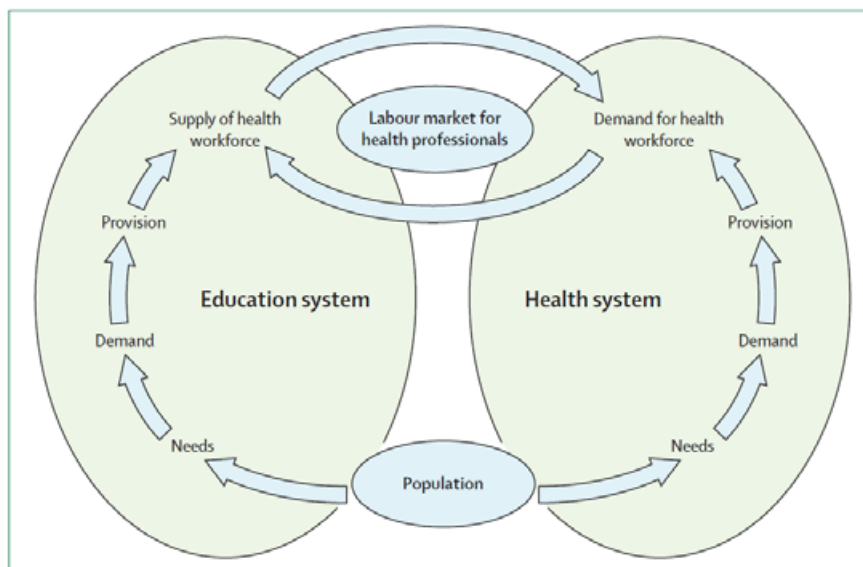 Supply of health
workforce
Labour market for
health professionals
Demand for health
workforce
Provision
Provision
Education system
Health system
Demand
Demand
Needs
Needs
Population